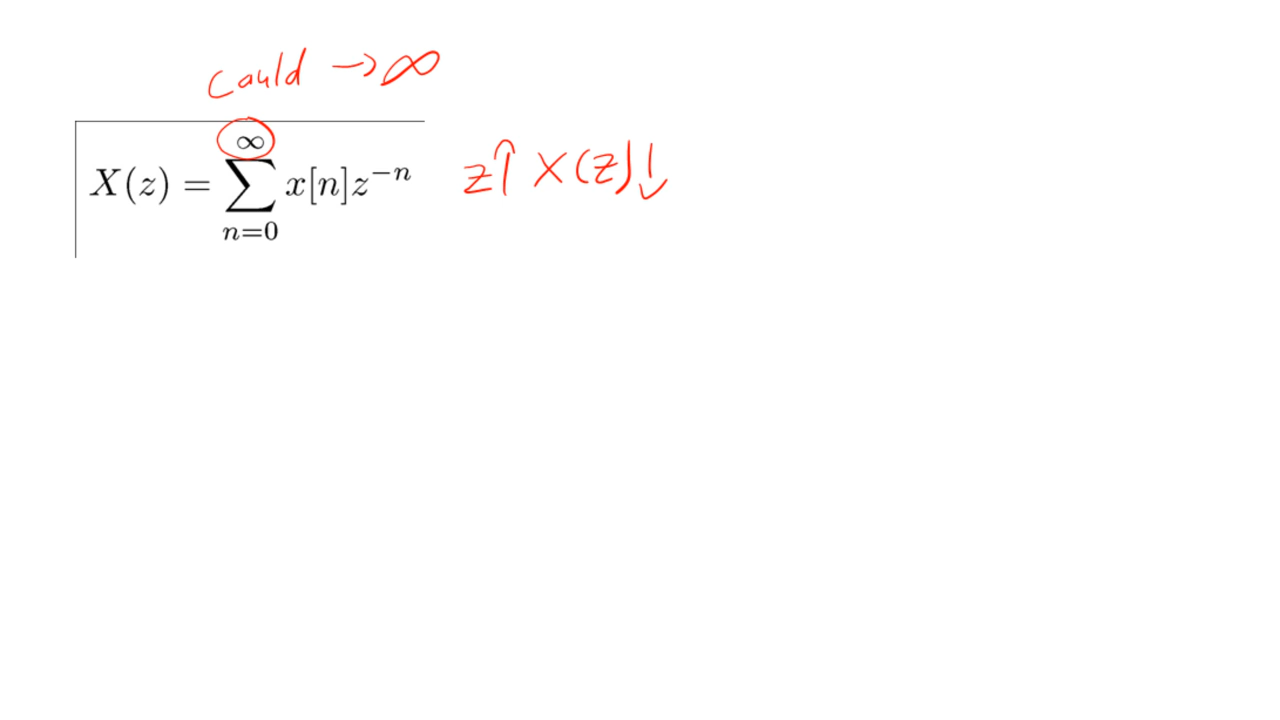 could → ∞
X(z) = ∑_{n=0}^{∞} x[n]z^{-n} z↑ X(z)↓